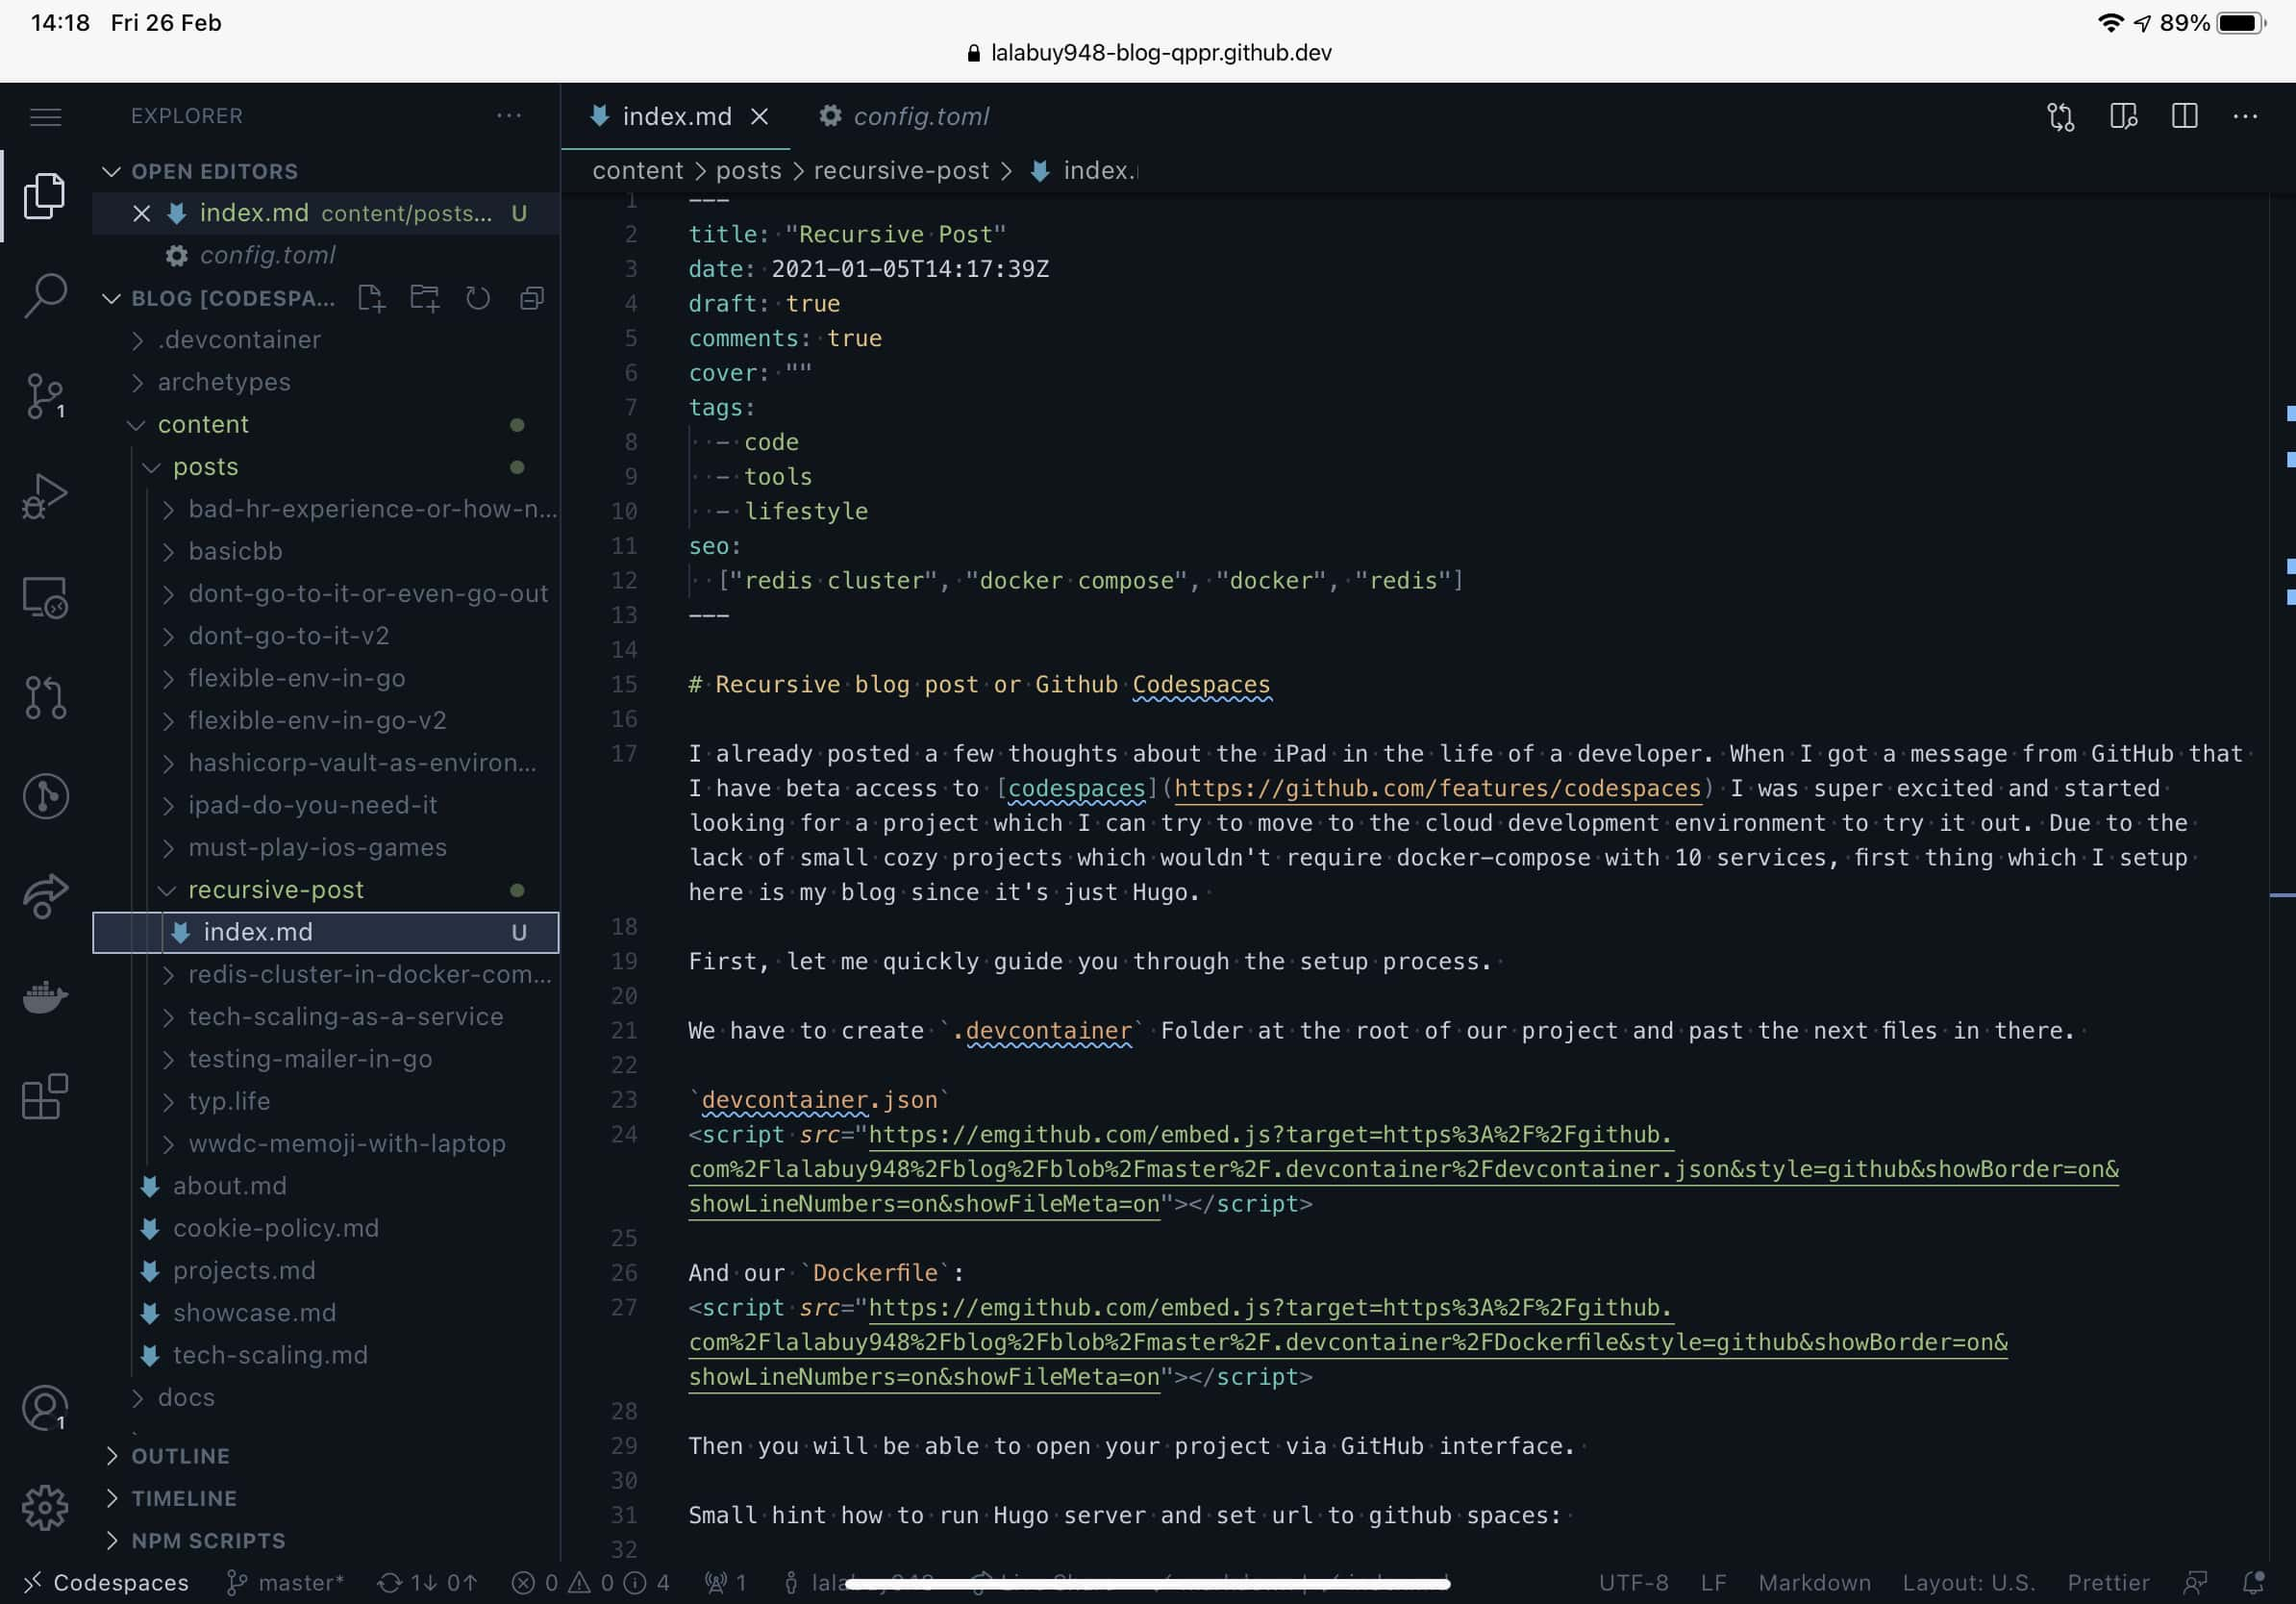 14:18 Fri 26 Feb
89%
lalabuy948-blog-qppr.github.dev
EXPLORER
OPEN EDITORS
index.md content/posts... U
config.toml
BLOG [CODESPA...
.devcontainer
archetypes
content
posts
bad-hr-experience-or-how-n...
basicbb
dont-go-to-it-or-even-go-out
dont-go-to-it-v2
flexible-env-in-go
flexible-env-in-go-v2
hashicorp-vault-as-environ...
ipad-do-you-need-it
must-play-ios-games
recursive-post
index.md U
redis-cluster-in-docker-com...
tech-scaling-as-a-service
testing-mailer-in-go
typ.life
wwdc-memoji-with-laptop
about.md
cookie-policy.md
projects.md
showcase.md
tech-scaling.md
docs
OUTLINE
TIMELINE
NPM SCRIPTS
1
1
index.md config.toml
content > posts > recursive-post > index.
1 ---
2 title: "Recursive Post"
3 date: 2021-01-05T14:17:39Z
4 draft: true
5 comments: true
6 cover: ""
7 tags:
8 - code
9 - tools
10 - lifestyle
11 seo:
12 ["redis cluster", "docker compose", "docker", "redis"]
13 ---
14
15 # Recursive blog post or Github Codespaces
16
17 I already posted a few thoughts about the iPad in the life of a developer. When I got a message from GitHub that
I have beta access to [codespaces](https://github.com/features/codespaces) I was super excited and started
looking for a project which I can try to move to the cloud development environment to try it out. Due to the
lack of small cozy projects which wouldn't require docker-compose with 10 services, first thing which I setup
here is my blog since it's just Hugo.
18
19 First, let me quickly guide you through the setup process.
20
21 We have to create `.devcontainer` Folder at the root of our project and past the next files in there.
22
23 `devcontainer.json`
24 <script src="https://emgithub.com/embed.js?target=https%3A%2F%2Fgithub.
com%2Flalabuy948%2Fblog%2Fblob%2Fmaster%2F.devcontainer%2Fdevcontainer.json&style=github&showBorder=on&
showLineNumbers=on&showFileMeta=on"></script>
25
26 And our `Dockerfile`:
27 <script src="https://emgithub.com/embed.js?target=https%3A%2F%2Fgithub.
com%2Flalabuy948%2Fblog%2Fblob%2Fmaster%2F.devcontainer%2FDockerfile&style=github&showBorder=on&
showLineNumbers=on&showFileMeta=on"></script>
28
29 Then you will be able to open your project via GitHub interface.
30
31 Small hint how to run Hugo server and set url to github spaces:
32
Codespaces master* 1↓ 0↑ 0 0 4 1 UTF-8 LF Markdown Layout: U.S. Prettier